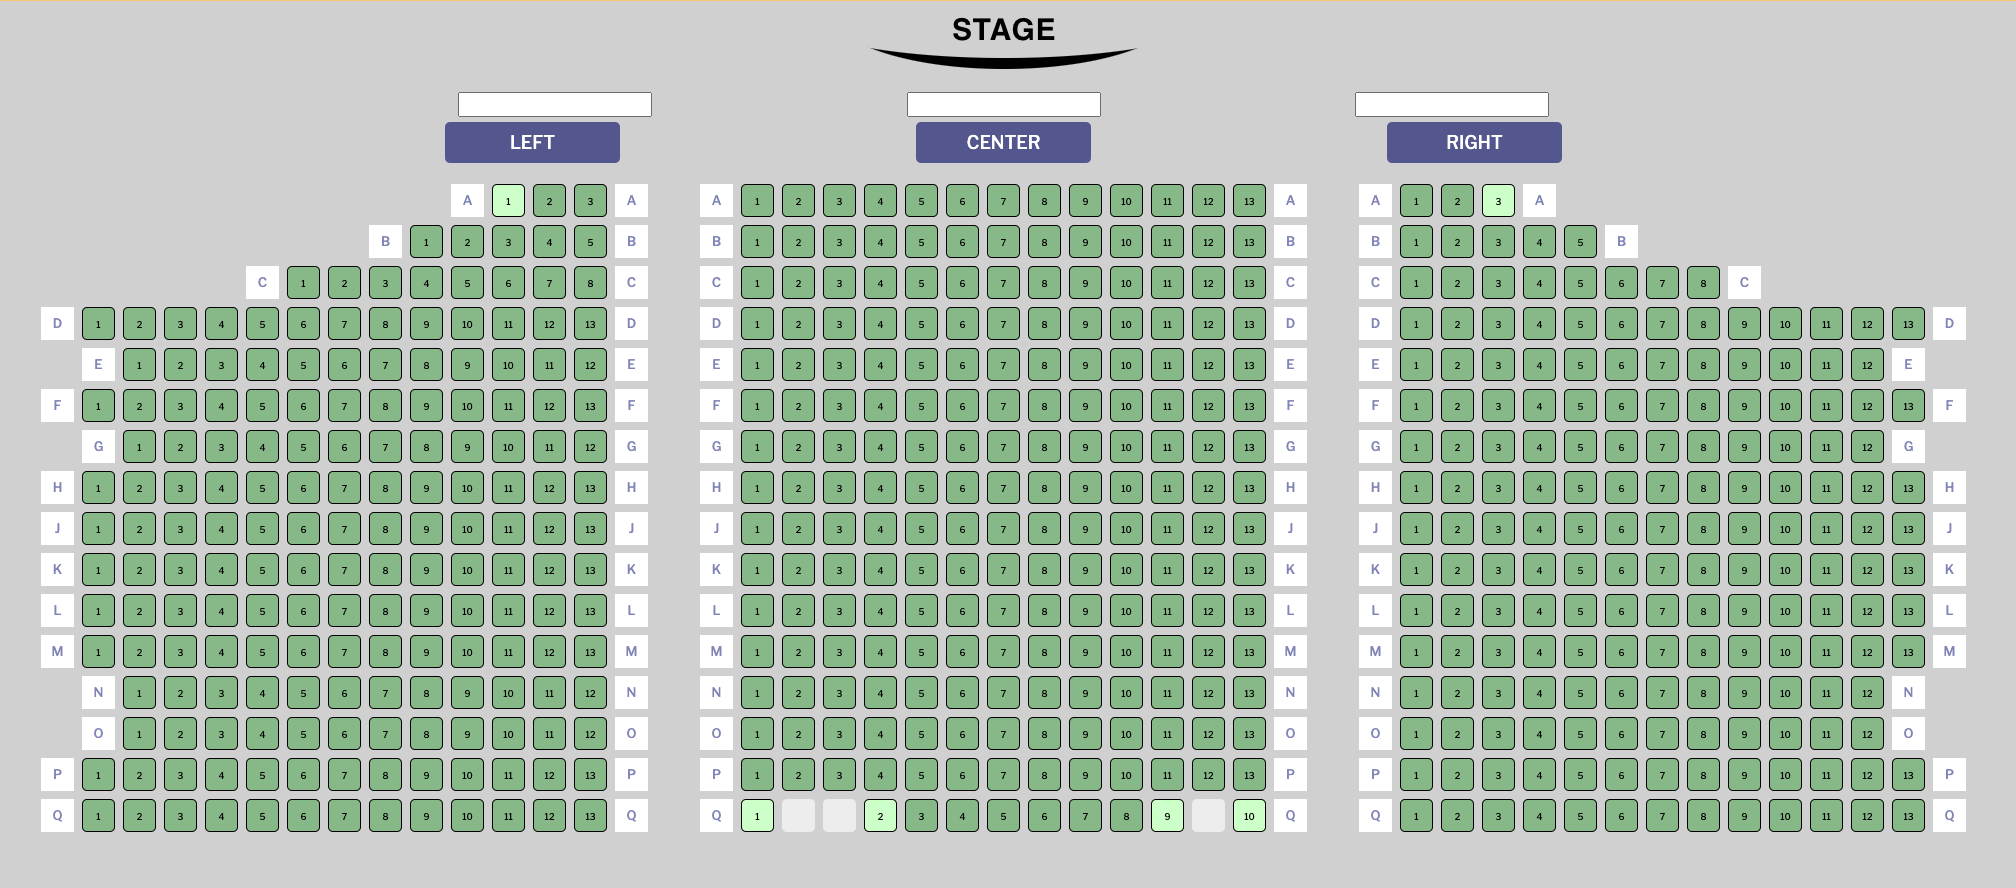 STAGE
LEFT CENTER RIGHT
A 1 2 3 A A 1 2 3 4 5 6 7 8 9 10 11 12 13 A A 1 2 3 A
B 1 2 3 4 5 B B 1 2 3 4 5 6 7 8 9 10 11 12 13 B B 1 2 3 4 5 B
C 1 2 3 4 5 6 7 8 C C 1 2 3 4 5 6 7 8 9 10 11 12 13 C C 1 2 3 4 5 6 7 8 C
D 1 2 3 4 5 6 7 8 9 10 11 12 13 D D 1 2 3 4 5 6 7 8 9 10 11 12 13 D D 1 2 3 4 5 6 7 8 9 10 11 12 13 D
E 1 2 3 4 5 6 7 8 9 10 11 12 E E 1 2 3 4 5 6 7 8 9 10 11 12 13 E E 1 2 3 4 5 6 7 8 9 10 11 12 E
F 1 2 3 4 5 6 7 8 9 10 11 12 13 F F 1 2 3 4 5 6 7 8 9 10 11 12 13 F F 1 2 3 4 5 6 7 8 9 10 11 12 13 F
G 1 2 3 4 5 6 7 8 9 10 11 12 G G 1 2 3 4 5 6 7 8 9 10 11 12 13 G G 1 2 3 4 5 6 7 8 9 10 11 12 G
H 1 2 3 4 5 6 7 8 9 10 11 12 13 H H 1 2 3 4 5 6 7 8 9 10 11 12 13 H H 1 2 3 4 5 6 7 8 9 10 11 12 13 H
J 1 2 3 4 5 6 7 8 9 10 11 12 13 J J 1 2 3 4 5 6 7 8 9 10 11 12 13 J J 1 2 3 4 5 6 7 8 9 10 11 12 13 J
K 1 2 3 4 5 6 7 8 9 10 11 12 13 K K 1 2 3 4 5 6 7 8 9 10 11 12 13 K K 1 2 3 4 5 6 7 8 9 10 11 12 13 K
L 1 2 3 4 5 6 7 8 9 10 11 12 13 L L 1 2 3 4 5 6 7 8 9 10 11 12 13 L L 1 2 3 4 5 6 7 8 9 10 11 12 13 L
M 1 2 3 4 5 6 7 8 9 10 11 12 13 M M 1 2 3 4 5 6 7 8 9 10 11 12 13 M M 1 2 3 4 5 6 7 8 9 10 11 12 13 M
N 1 2 3 4 5 6 7 8 9 10 11 12 N N 1 2 3 4 5 6 7 8 9 10 11 12 13 N N 1 2 3 4 5 6 7 8 9 10 11 12 N
O 1 2 3 4 5 6 7 8 9 10 11 12 O O 1 2 3 4 5 6 7 8 9 10 11 12 13 O O 1 2 3 4 5 6 7 8 9 10 11 12 O
P 1 2 3 4 5 6 7 8 9 10 11 12 13 P P 1 2 3 4 5 6 7 8 9 10 11 12 13 P P 1 2 3 4 5 6 7 8 9 10 11 12 13 P
Q 1 2 3 4 5 6 7 8 9 10 11 12 13 Q Q 1 2 3 4 5 6 7 8 9 10 Q Q 1 2 3 4 5 6 7 8 9 10 11 12 13 Q